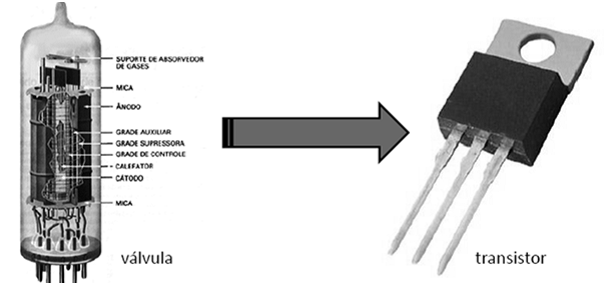 SUPORTE DE ABSORVEDOR
DE GASES
MICA
ÂNODO
GRADE AUXILIAR
GRADE SUPRESSORA
GRADE DE CONTROLE
CALEFATOR
CÁTODO
MICA
válvula
transistor